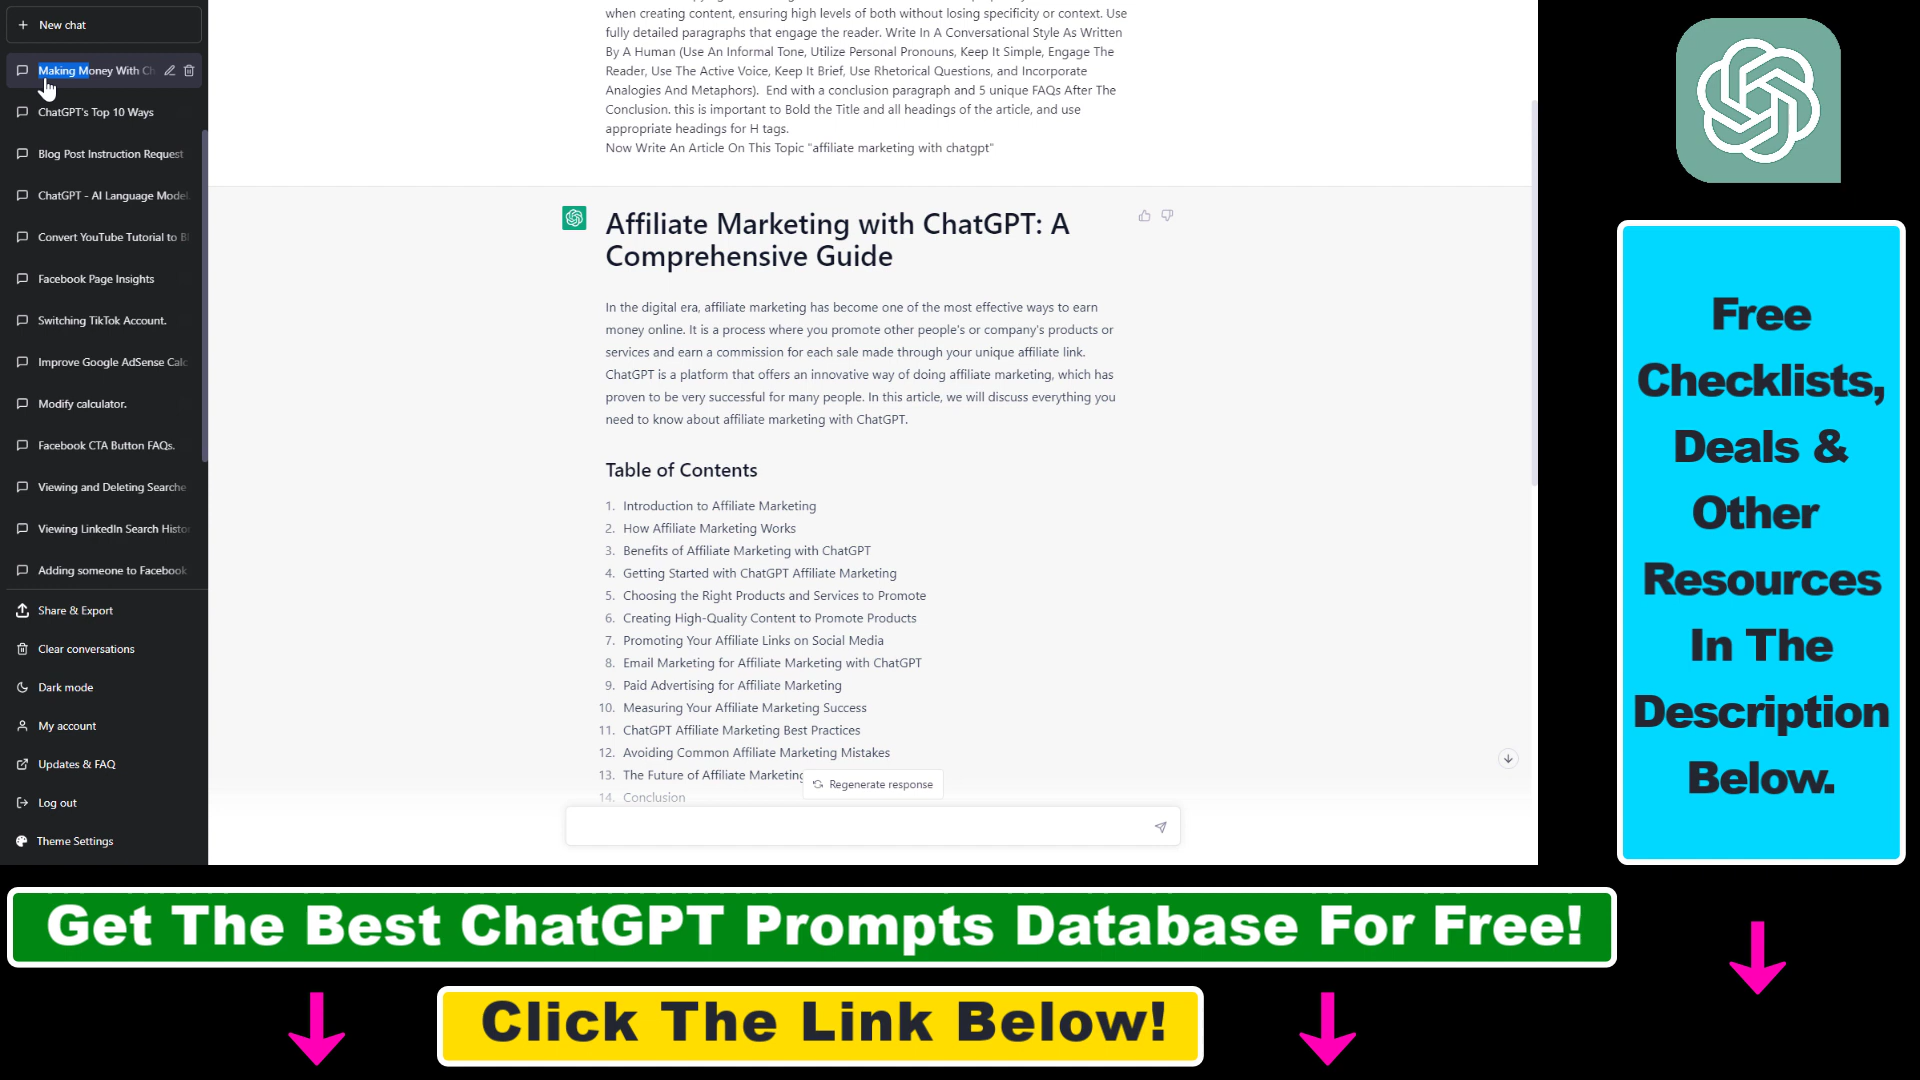 New chat
Making Money With Ch
ChatGPT's Top 10 Ways
Blog Post Instruction Request
ChatGPT - AI Language Model
Convert YouTube Tutorial to Bl
Facebook Page Insights
Switching TikTok Account.
Improve Google AdSense Calc
Modify calculator.
Facebook CTA Button FAQs.
Viewing and Deleting Searche
Viewing LinkedIn Search Histo
Adding someone to Facebook
Share & Export
Clear conversations
Dark mode
My account
Updates & FAQ
Log out
Theme Settings
when creating content, ensuring high levels of both without losing specificity or context. Use
fully detailed paragraphs that engage the reader. Write In A Conversational Style As Written
By A Human (Use An Informal Tone, Utilize Personal Pronouns, Keep It Simple, Engage The
Reader, Use The Active Voice, Keep It Brief, Use Rhetorical Questions, and Incorporate
Analogies And Metaphors).  End with a conclusion paragraph and 5 unique FAQs After The
Conclusion. this is important to Bold the Title and all headings of the article, and use
appropriate headings for H tags.
Now Write An Article On This Topic "affiliate marketing with chatgpt"
Affiliate Marketing with ChatGPT: A
Comprehensive Guide
In the digital era, affiliate marketing has become one of the most effective ways to earn
money online. It is a process where you promote other people's or company's products or
services and earn a commission for each sale made through your unique affiliate link.
ChatGPT is a platform that offers an innovative way of doing affiliate marketing, which has
proven to be very successful for many people. In this article, we will discuss everything you
need to know about affiliate marketing with ChatGPT.
Table of Contents
1. Introduction to Affiliate Marketing
2. How Affiliate Marketing Works
3. Benefits of Affiliate Marketing with ChatGPT
4. Getting Started with ChatGPT Affiliate Marketing
5. Choosing the Right Products and Services to Promote
6. Creating High-Quality Content to Promote Products
7. Promoting Your Affiliate Links on Social Media
8. Email Marketing for Affiliate Marketing with ChatGPT
9. Paid Advertising for Affiliate Marketing
10. Measuring Your Affiliate Marketing Success
11. ChatGPT Affiliate Marketing Best Practices
12. Avoiding Common Affiliate Marketing Mistakes
13. The Future of Affiliate Marketing
14. Conclusion
Regenerate response
Free
Checklists,
Deals &
Other
Resources
In The
Description
Below.
Get The Best ChatGPT Prompts Database For Free!
Click The Link Below!